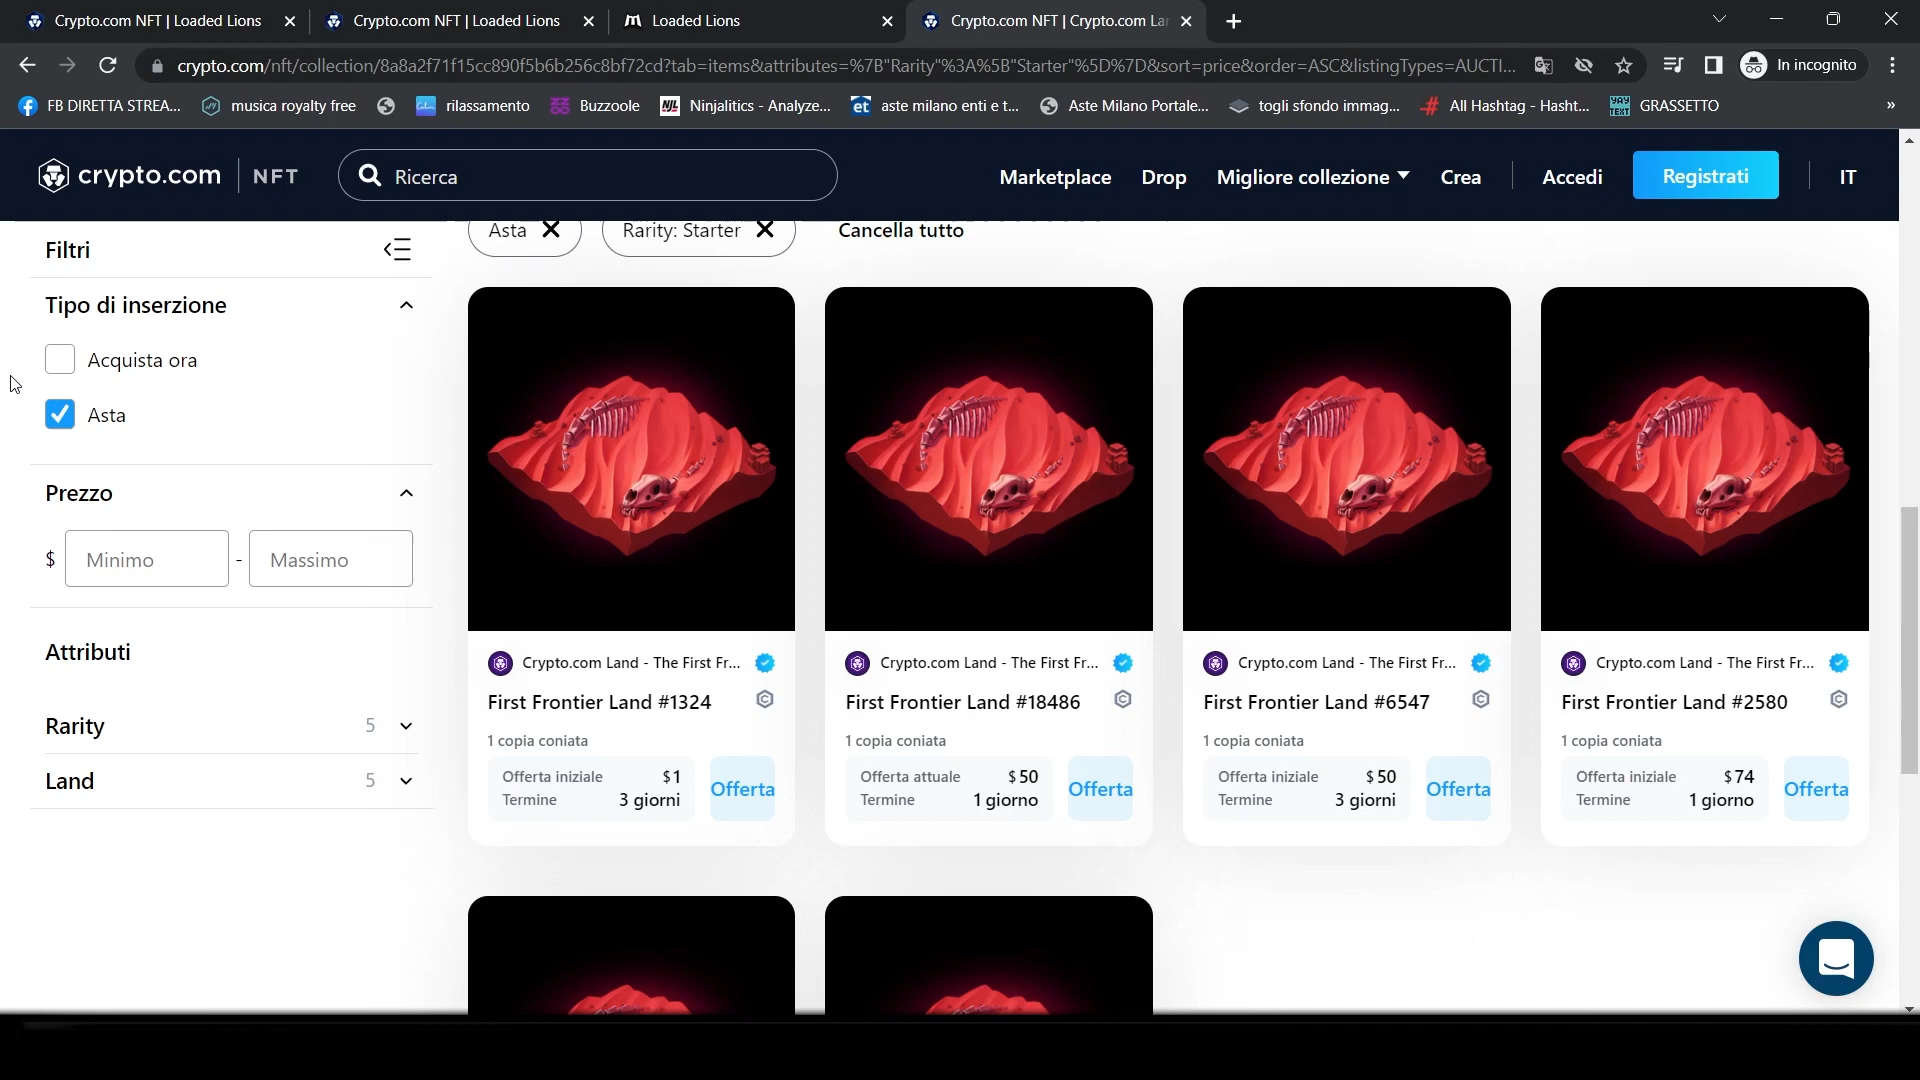 Crypto.com NFT | Loaded Lions
Crypto.com NFT | Loaded Lions
Loaded Lions
Crypto.com NFT | Crypto.com Lar
crypto.com/nft/collection/8a8a2f71f15cc890f5b6b256c8bf72cd?tab=items&attributes=%7B"Rarity"%3A%5B"Starter"%5D%7D&sort=price&order=ASC&listingTypes=AUCTI...
In incognito
FB DIRETTA STREA...
musica royalty free
rilassamento
Buzzoole
NJL
Ninjalitics - Analyze...
et
aste milano enti e t...
Aste Milano Portale...
togli sfondo immag...
All Hashtag - Hasht...
YAY TEXT
GRASSETTO
»
crypto.com
NFT
Ricerca
Marketplace
Drop
Migliore collezione
Crea
Accedi
Registrati
IT
Filtri
Asta
Rarity: Starter
Cancella tutto
Tipo di inserzione
Acquista ora
Asta
Prezzo
$ Minimo - Massimo
Attributi
Rarity 5
Land 5
Crypto.com Land - The First Fr...
First Frontier Land #1324
1 copia coniata
Offerta iniziale $1
Termine 3 giorni
Offerta
Crypto.com Land - The First Fr...
First Frontier Land #18486
1 copia coniata
Offerta attuale $50
Termine 1 giorno
Offerta
Crypto.com Land - The First Fr...
First Frontier Land #6547
1 copia coniata
Offerta iniziale $50
Termine 3 giorni
Offerta
Crypto.com Land - The First Fr...
First Frontier Land #2580
1 copia coniata
Offerta iniziale $74
Termine 1 giorno
Offerta